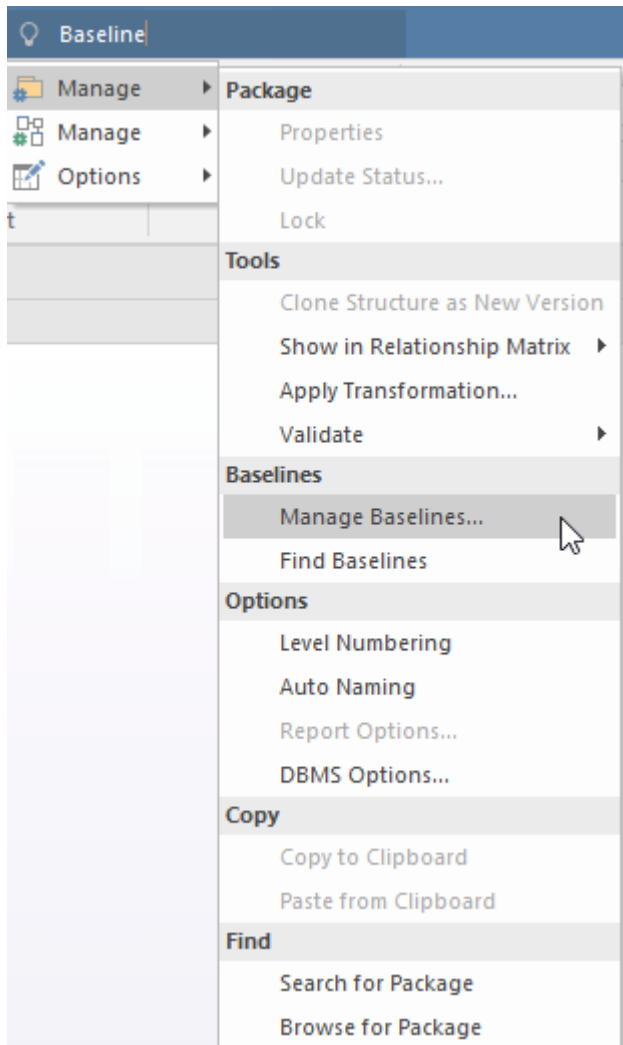 Baseline
Manage
Manage
Options
t
Package
Properties
Update Status...
Lock
Tools
Clone Structure as New Version
Show in Relationship Matrix
Apply Transformation...
Validate
Baselines
Manage Baselines...
Find Baselines
Options
Level Numbering
Auto Naming
Report Options...
DBMS Options...
Copy
Copy to Clipboard
Paste from Clipboard
Find
Search for Package
Browse for Package